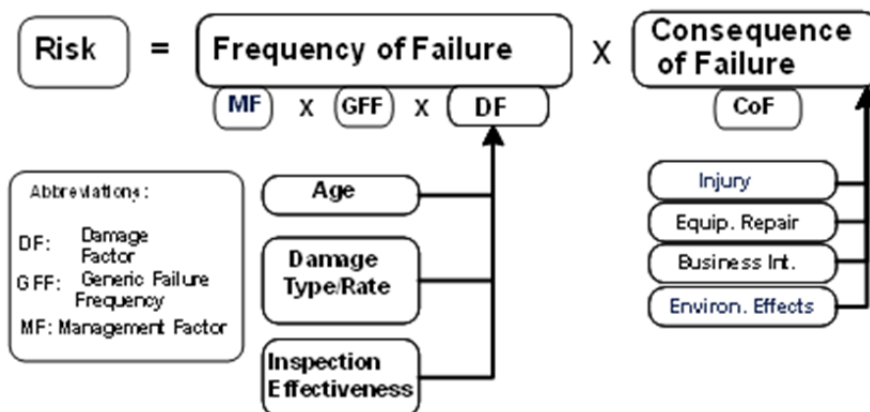 Risk = Frequency of Failure X Consequence of Failure
MF X GFF X DF
CoF
Age
Damage
Type/Rate
Inspection
Effectiveness
Injury
Equip. Repair
Business Int.
Environ. Effects
Abbreviations:
DF: Damage
Factor
GFF: Generic Failure
Frequency
MF: Management Factor